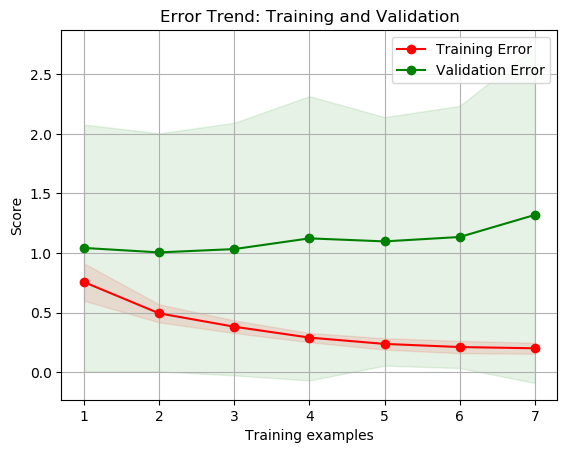 Error Trend: Training and Validation
Training Error
Validation Error
2.5
2.0
1.5
1.0
0.5
0.0
Score
1 2 3 4 5 6 7
Training examples